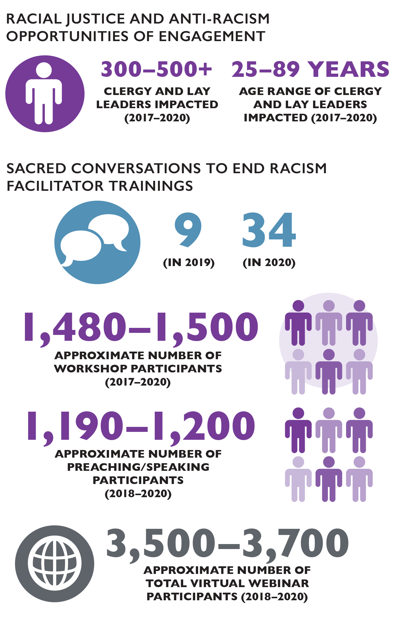 RACIAL JUSTICE AND ANTI-RACISM
OPPORTUNITIES OF ENGAGEMENT
300–500+
CLERGY AND LAY
LEADERS IMPACTED
(2017–2020)
25–89 YEARS
AGE RANGE OF CLERGY
AND LAY LEADERS
IMPACTED (2017–2020)
SACRED CONVERSATIONS TO END RACISM
FACILITATOR TRAININGS
9
(IN 2019)
34
(IN 2020)
1,480–1,500
APPROXIMATE NUMBER OF
WORKSHOP PARTICIPANTS
(2017–2020)
1,190–1,200
APPROXIMATE NUMBER OF
PREACHING/SPEAKING
PARTICIPANTS
(2018–2020)
3,500–3,700
APPROXIMATE NUMBER OF
TOTAL VIRTUAL WEBINAR
PARTICIPANTS (2018–2020)